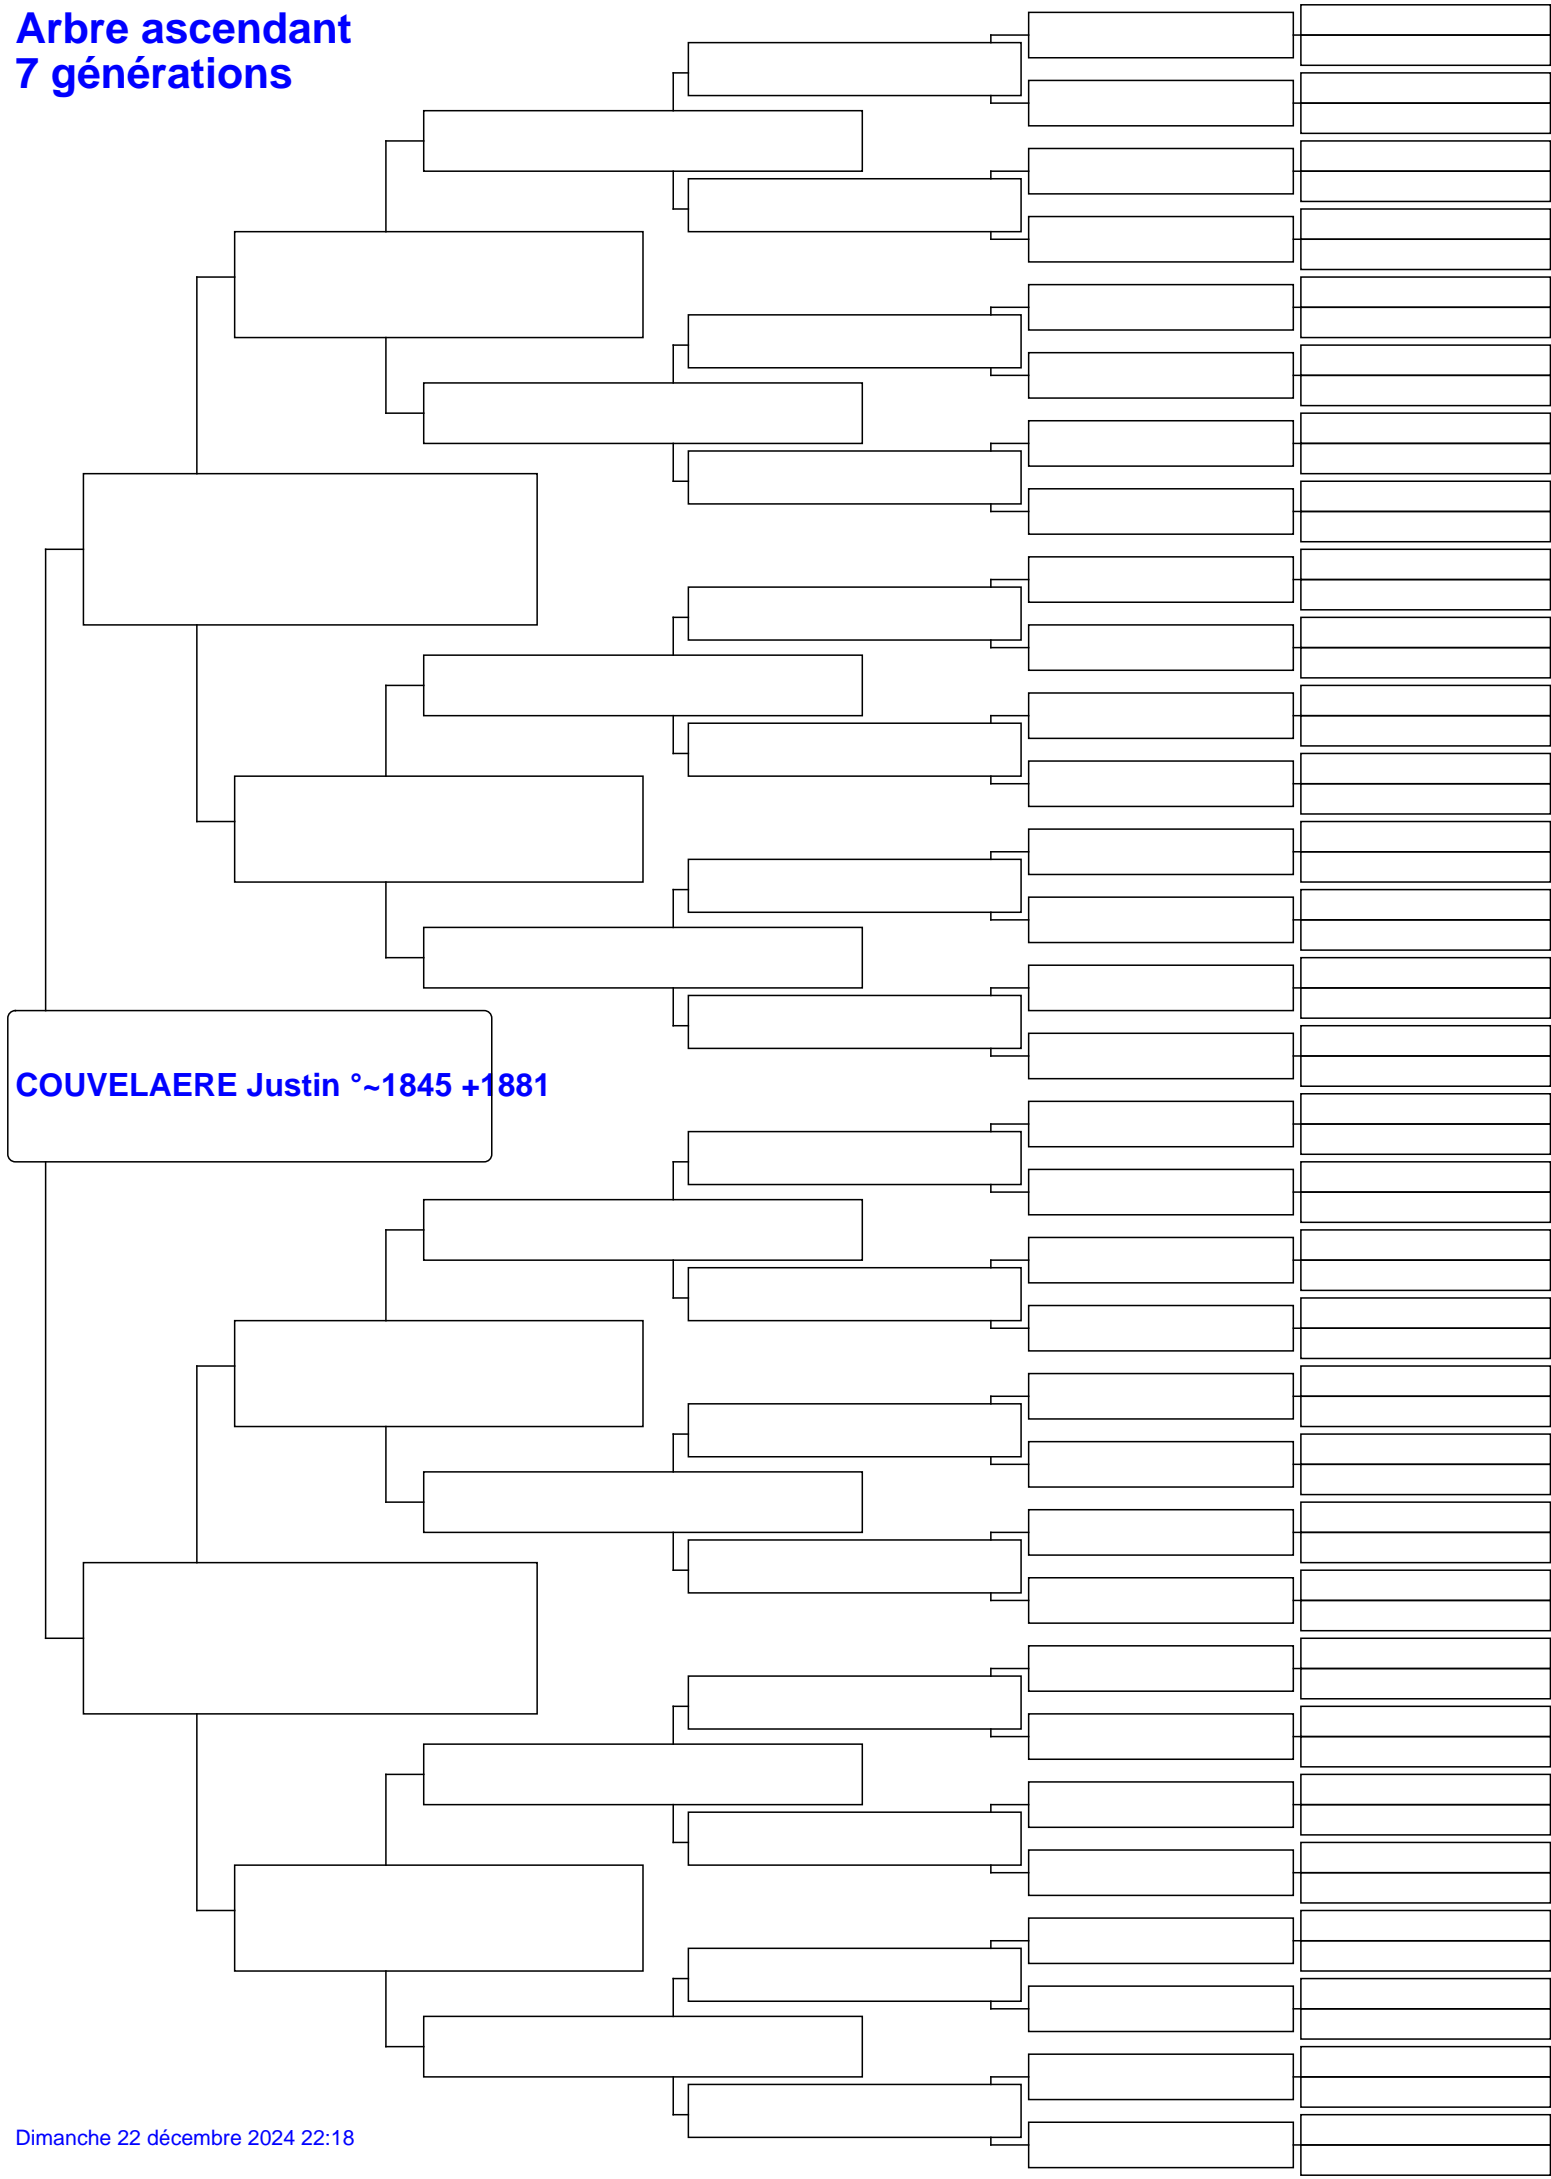 Arbre ascendant
7 générations
COUVELAERE Justin °~1845 +1881
Dimanche 22 décembre 2024 22:18